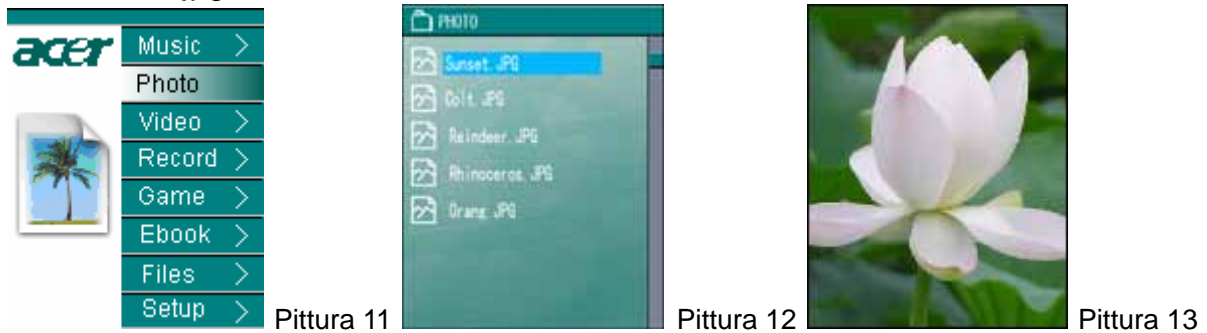 acer
Music >
Photo
Video >
Record >
Game >
Ebook >
Files >
Setup >
Pittura 11
PHOTO
Sunset.JPG
Colt.JPG
Reindeer.JPG
Rhinoceros.JPG
Orang.JPG
Pittura 12
Pittura 13